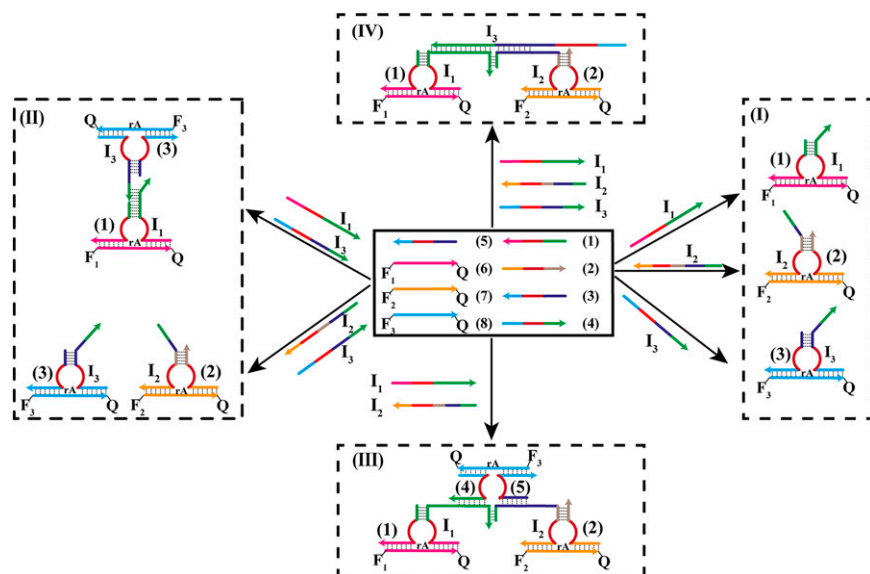 (IV)
I3
(1) I1 I2 (2)
rA rA
F1 Q F2 Q
(II)
Q rA F3
I3 (3)
(1) I1
rA
F1 Q
(3) I3 I2 (2)
rA rA
F3 Q F2 Q
I1
I3
I2
I3
I1
I2
I3
(5) (1)
F1 Q (6) (2)
F2 Q (7) (3)
F3 Q (8) (4)
I1
I2
I3
(I)
(1) I1
rA
F1 Q
I2 (2)
rA
F2 Q
(3) I3
rA
F3 Q
I1
I2
(III)
Q rA F3
(4) (5)
(1) I1 I2 (2)
rA rA
F1 Q F2 Q